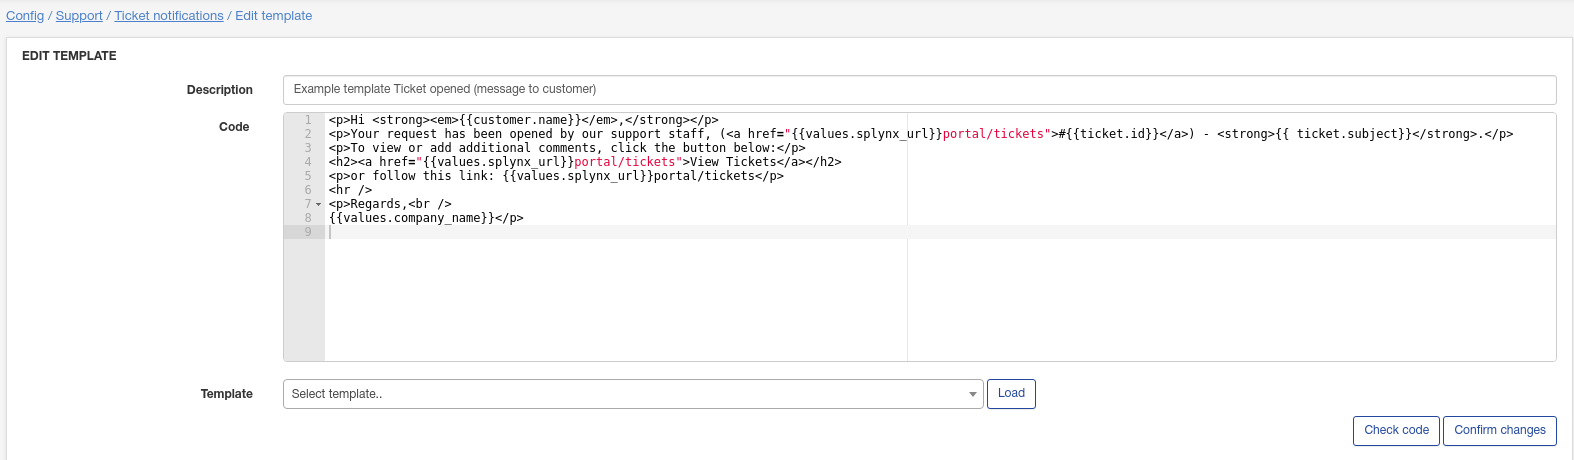 Config / Support / Ticket notifications / Edit template
EDIT TEMPLATE
Description
Example template Ticket opened (message to customer)
Code
1 <p>Hi <strong><em>{{customer.name}}</em>,</strong></p>
2 <p>Your request has been opened by our support staff, (<a href="{{values.splynx_url}}portal/tickets">#{{ticket.id}}</a>) - <strong>{{ ticket.subject}}</strong>.</p>
3 <p>To view or add additional comments, click the button below:</p>
4 <h2><a href="{{values.splynx_url}}portal/tickets">View Tickets</a></h2>
5 <p>or follow this link: {{values.splynx_url}}portal/tickets</p>
6 <hr />
7 <p>Regards,<br />
8 {{values.company_name}}</p>
9
Template
Select template..
Load
Check code
Confirm changes